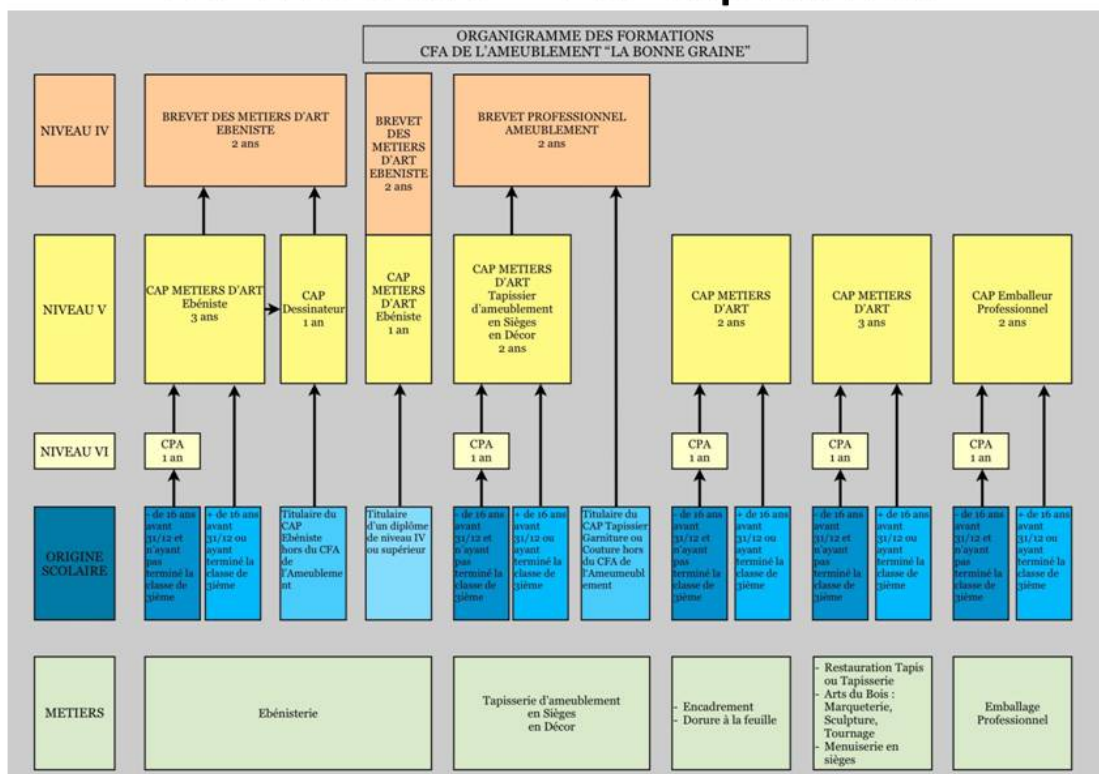 ORGANIGRAMME DES FORMATIONS
CFA DE L'AMEUBLEMENT "LA BONNE GRAINE"
NIVEAU IV
BREVET DES METIERS D'ART
EBENISTE
2 ans
BREVET
DES
METIERS
D'ART
EBENISTE
2 ans
BREVET PROFESSIONNEL
AMEUBLEMENT
2 ans
NIVEAU V
CAP METIERS D'ART
Ebéniste
3 ans
CAP
Dessinateur
1 an
CAP
METIERS
D'ART
Ebéniste
1 an
CAP METIERS
D'ART
Tapissier
d'ameublement
en Sièges
en Décor
2 ans
CAP METIERS
D'ART
2 ans
CAP METIERS
D'ART
3 ans
CAP Emballeur
Professionnel
2 ans
NIVEAU VI
CPA
1 an
CPA
1 an
CPA
1 an
CPA
1 an
CPA
1 an
ORIGINE
SCOLAIRE
- de 16 ans
avant
31/12 et
n'ayant
pas
terminé la
classe de
3ième
+ de 16 ans
avant
31/12 ou
ayant
terminé la
classe de
3ième
Titulaire du
CAP
Ebéniste
hors du CFA
de
l'Ameubleme
nt
Titulaire
d'un diplôme
de niveau IV
ou supérieur
- de 16 ans
avant
31/12 et
n'ayant
pas
terminé la
classe de
3ième
+ de 16 ans
avant
31/12 ou
ayant
terminé la
classe de
3ième
Titulaire du
CAP Tapissier
Garniture ou
Couture hors
du CFA de
l'Ameumeubl
ement
- de 16 ans
avant
31/12 et
n'ayant
pas
terminé la
classe de
3ième
+ de 16 ans
avant
31/12 ou
ayant
terminé la
classe de
3ième
- de 16 ans
avant
31/12 et
n'ayant
pas
terminé la
classe de
3ième
+ de 16 ans
avant
31/12 ou
ayant
terminé la
classe de
3ième
- de 16 ans
avant
31/12 et
n'ayant
pas
terminé la
classe de
3ième
+ de 16 ans
avant
31/12 ou
ayant
terminé la
classe de
3ième
METIERS
Ebénisterie
Tapisserie d'ameublement
en Sièges
en Décor
- Encadrement
- Dorure à la feuille
- Restauration Tapis
ou Tapisserie
- Arts du Bois :
Marqueterie,
Sculpture,
Tournage
- Menuiserie en
sièges
Emballage
Professionnel